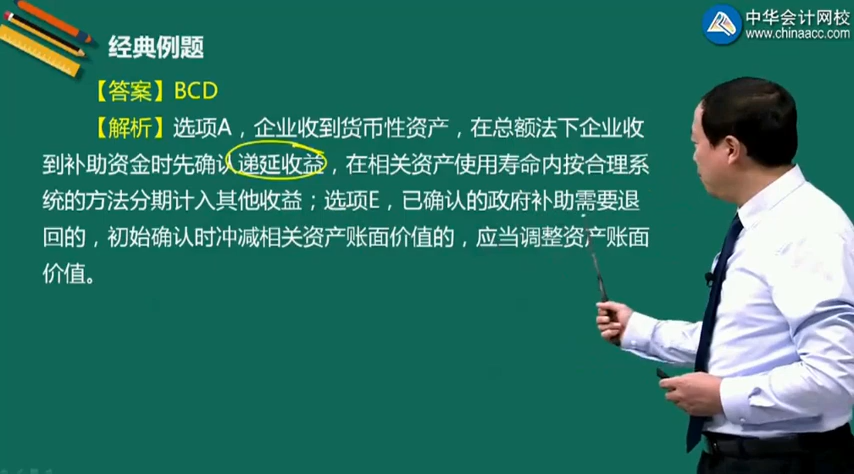 中华会计网校
www.chinaacc.com
经典例题
【答案】BCD
【解析】选项A，企业收到货币性资产，在总额法下企业收
到补助资金时先确认递延收益，在相关资产使用寿命内按合理系
统的方法分期计入其他收益；选项E，已确认的政府补助需要退
回的，初始确认时冲减相关资产账面价值的，应当调整资产账面
价值。